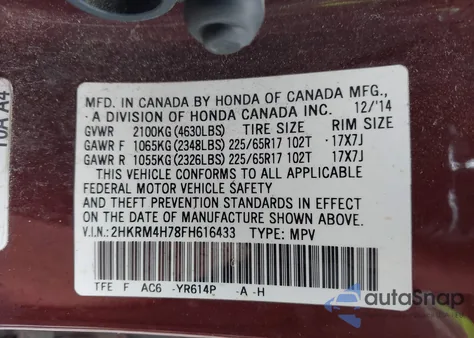 MFD. IN CANADA BY HONDA OF CANADA MFG.,
A DIVISION OF HONDA CANADA INC. 12/'14
GVWR 2100KG (4630LBS) TIRE SIZE RIM SIZE
GAWR F 1065KG (2348LBS) 225/65R17 102T 17X7J
GAWR R 1055KG (2326LBS) 225/65R17 102T 17X7J
THIS VEHICLE CONFORMS TO ALL APPLICABLE
FEDERAL MOTOR VEHICLE SAFETY
AND THEFT PREVENTION STANDARDS IN EFFECT ON
THE DATE OF MANUFACTURE SHOWN ABOVE.
V.I.N.: 2HKRM4H78FH616433 TYPE: MPV
TFE F AC6 -YR614P -A -H
autoSnap